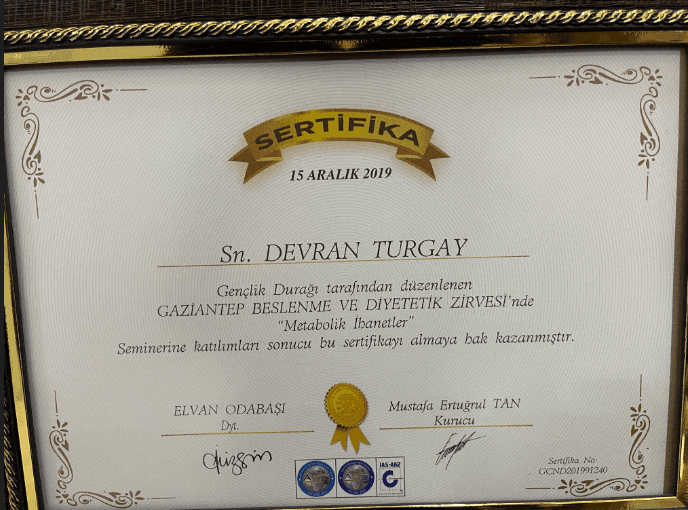 SERTİFİKA
15 ARALIK 2019
Sn. DEVRAN TURGAY
Gençlik Durağı tarafından düzenlenen
GAZİANTEP BESLENME VE DİYETETİK ZİRVESİ'nde
"Metabolik İhanetler"
Seminerine katılımları sonucu bu sertifikayı almaya hak kazanmıştır.
ELVAN ODABAŞI
Dyt.
Mustafa Ertuğrul TAN
Kurucu
IAS-ANZ
Sertifika No:
GCND201991240